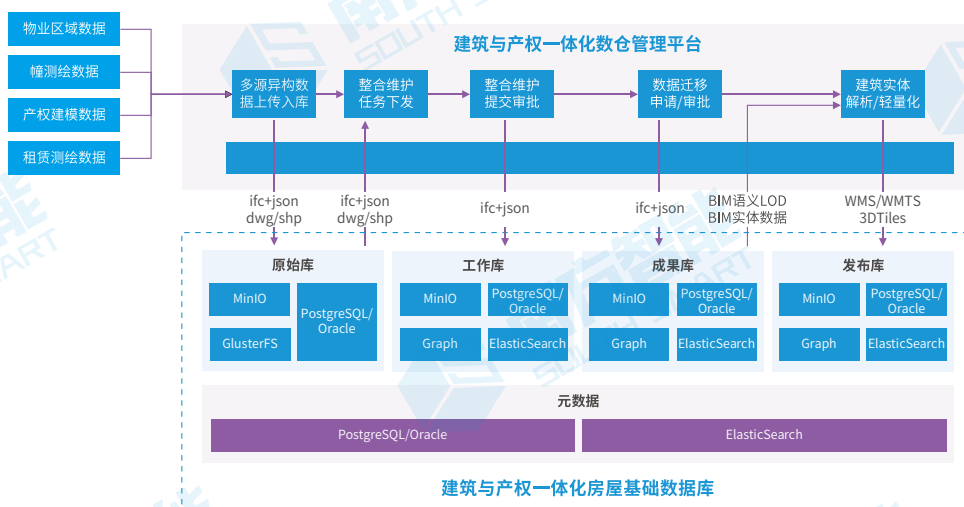 物业区域数据
幢测绘数据
产权建模数据
租赁测绘数据
建筑与产权一体化数仓管理平台
多源异构数
据上传入库
整合维护
任务下发
整合维护
提交审批
数据迁移
申请/审批
建筑实体
解析/轻量化
ifc+json
dwg/shp
ifc+json
dwg/shp
ifc+json
ifc+json
BIM语义LOD
BIM实体数据
WMS/WMTS
3DTiles
原始库
MinIO
GlusterFS
PostgreSQL/
Oracle
工作库
MinIO
PostgreSQL/
Oracle
Graph
ElasticSearch
成果库
MinIO
PostgreSQL/
Oracle
Graph
ElasticSearch
发布库
MinIO
PostgreSQL/
Oracle
Graph
ElasticSearch
元数据
PostgreSQL/Oracle
ElasticSearch
建筑与产权一体化房屋基础数据库
南方智能
SOUTH SMART